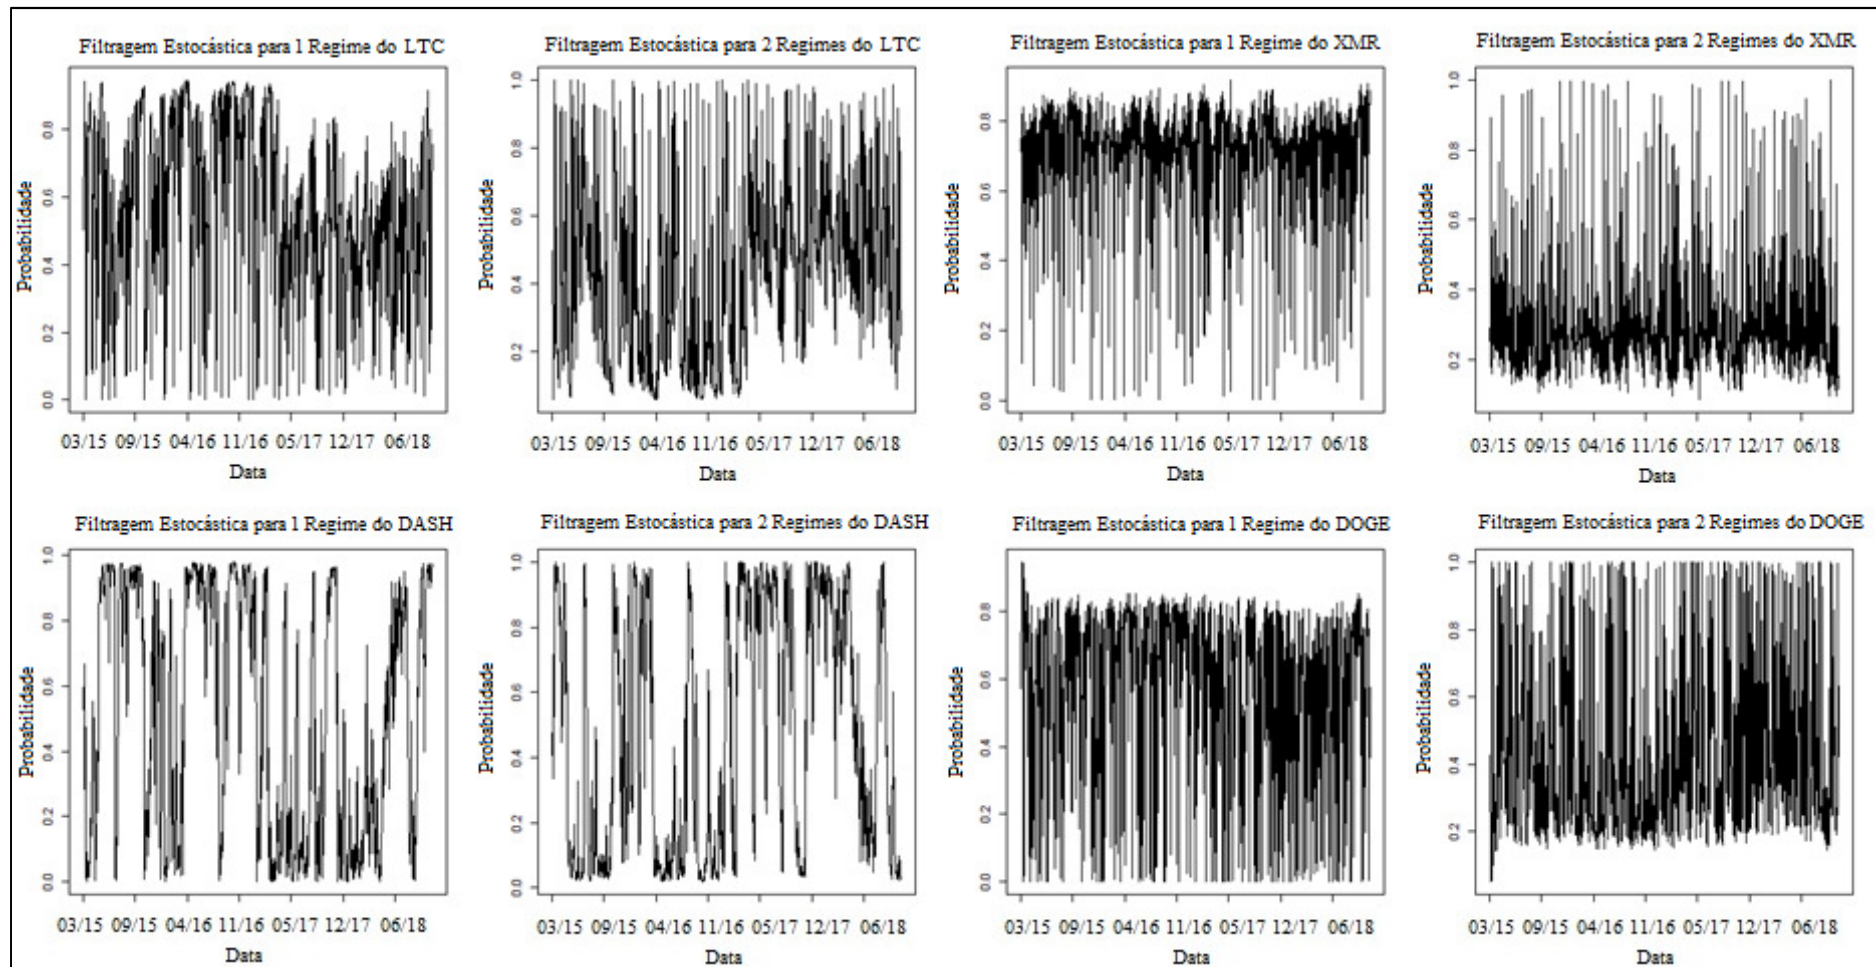 Filtragem Estocástica para 1 Regime do LTC
Probabilidade
0.0 0.2 0.4 0.6 0.8
03/15 09/15 04/16 11/16 05/17 12/17 06/18
Data
Filtragem Estocástica para 2 Regimes do LTC
Probabilidade
0.2 0.4 0.6 0.8 1.0
03/15 09/15 04/16 11/16 05/17 12/17 06/18
Data
Filtragem Estocástica para 1 Regime do XMR
Probabilidade
0.0 0.2 0.4 0.6 0.8
03/15 09/15 04/16 11/16 05/17 12/17 06/18
Data
Filtragem Estocástica para 2 Regimes do XMR
Probabilidade
0.2 0.4 0.6 0.8 1.0
03/15 09/15 04/16 11/16 05/17 12/17 06/18
Data
Filtragem Estocástica para 1 Regime do DASH
Probabilidade
0.0 0.2 0.4 0.6 0.8 1.0
03/15 09/15 04/16 11/16 05/17 12/17 06/18
Data
Filtragem Estocástica para 2 Regimes do DASH
Probabilidade
0.0 0.2 0.4 0.6 0.8 1.0
03/15 09/15 04/16 11/16 05/17 12/17 06/18
Data
Filtragem Estocástica para 1 Regime do DOGE
Probabilidade
0.0 0.2 0.4 0.6 0.8
03/15 09/15 04/16 11/16 05/17 12/17 06/18
Data
Filtragem Estocástica para 2 Regimes do DOGE
Probabilidade
0.2 0.4 0.6 0.8 1.0
03/15 09/15 04/16 11/16 05/17 12/17 06/18
Data